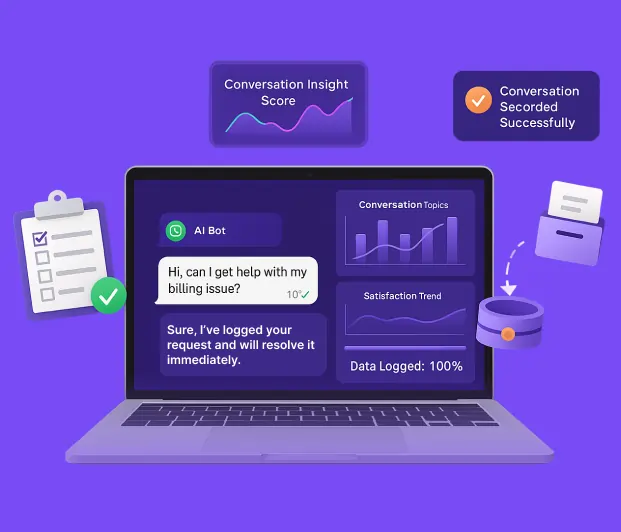 Conversation Insight
Score
Conversation
Secorded
Successfully
AI Bot
Hi, can I get help with my
billing issue?
Sure, I've logged your
request and will resolve it
immediately.
Conversation Topics
Satisfaction Trend
Data Logged: 100%